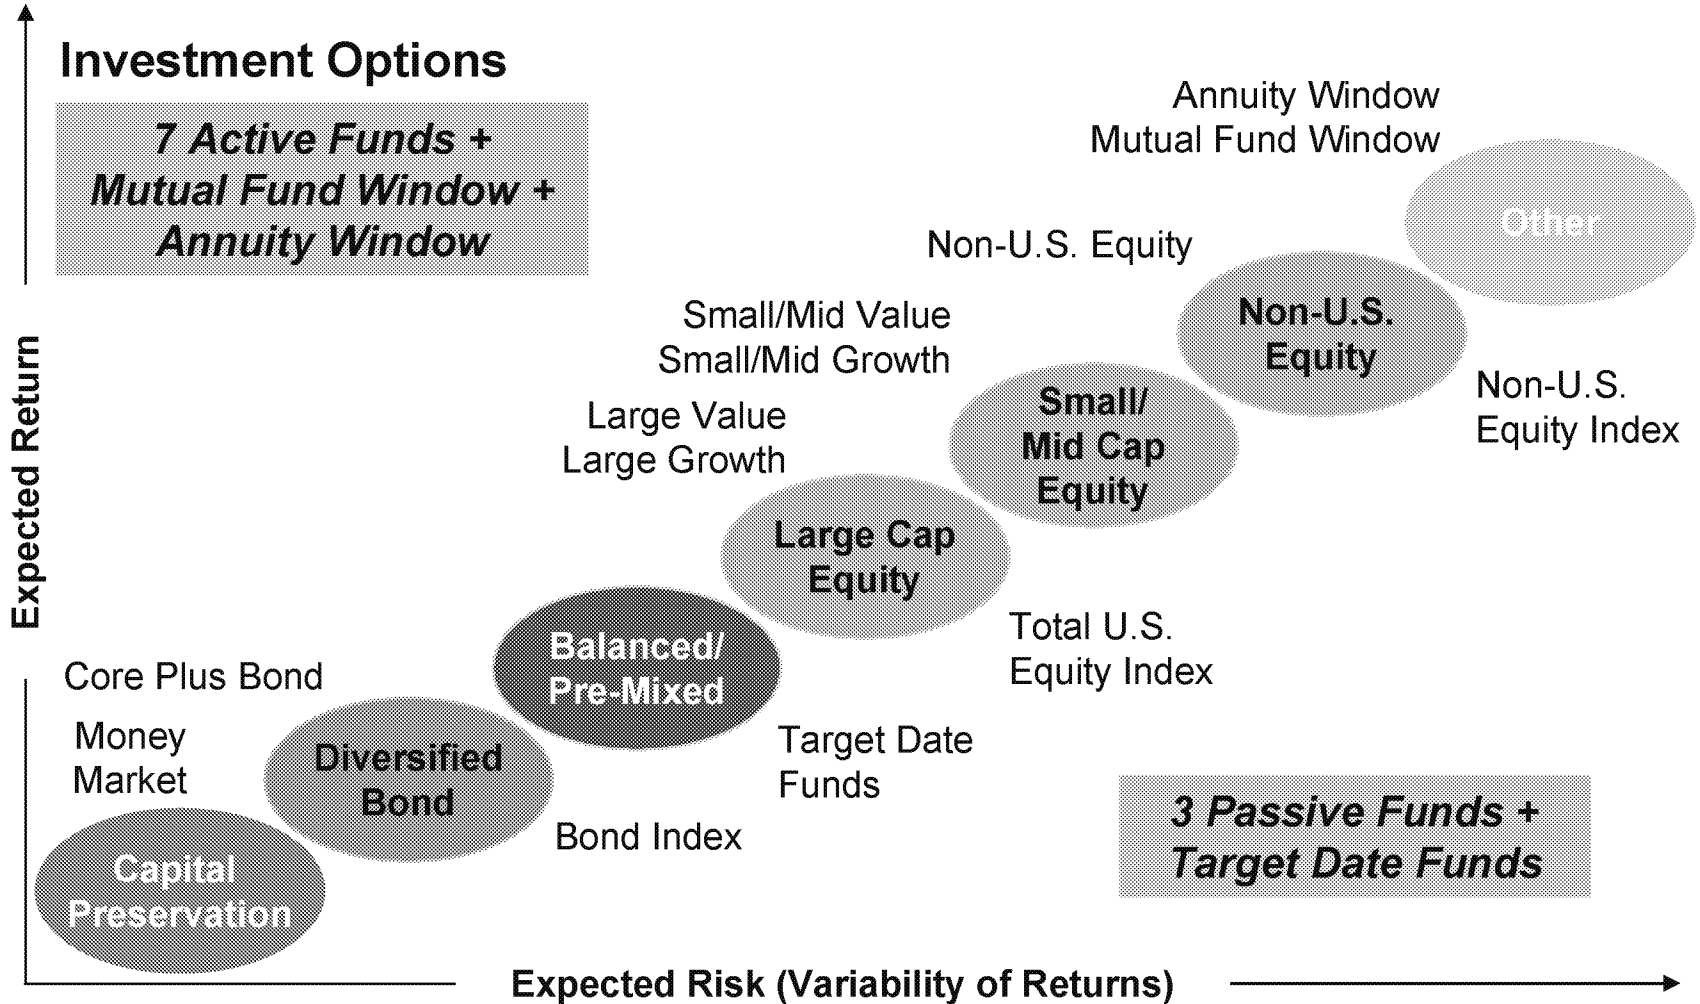 Investment Options
7 Active Funds +
Mutual Fund Window +
Annuity Window
Annuity Window
Mutual Fund Window
Other
Non-U.S. Equity
Non-U.S.
Equity
Small/Mid Value
Small/Mid Growth
Non-U.S.
Equity Index
Small/
Mid Cap
Equity
Large Value
Large Growth
Large Cap
Equity
Expected Return
Total U.S.
Equity Index
Balanced/
Pre-Mixed
Core Plus Bond
Money
Market
Target Date
Funds
Diversified
Bond
Bond Index
3 Passive Funds +
Target Date Funds
Capital
Preservation
Expected Risk (Variability of Returns)